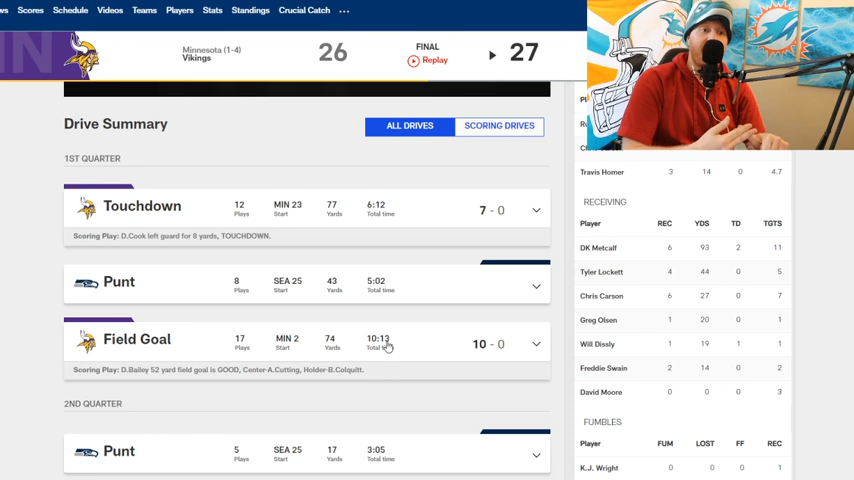 ws Scores Schedule Videos Teams Players Stats Standings Crucial Catch ...
Minnesota (1-4)
Vikings
26
FINAL
Replay
27
Drive Summary
ALL DRIVES
SCORING DRIVES
1ST QUARTER
Touchdown
12 MIN 23 77 6:12
Plays Start Yards Total time
7 - 0
Scoring Play: D.Cook left guard for 8 yards, TOUCHDOWN.
Punt
8 SEA 25 43 5:02
Plays Start Yards Total time
Field Goal
17 MIN 2 74 10:13
Plays Start Yards Total
10 - 0
Scoring Play: D.Bailey 52 yard field goal is GOOD, Center-A.Cutting, Holder-B.Colquitt.
2ND QUARTER
Punt
5 SEA 25 17 3:05
Plays Start Yards Total time
Travis Homer 3 14 0 4.7
RECEIVING
Player REC YDS TD TGTS
DK Metcalf 6 93 2 11
Tyler Lockett 4 44 0 5
Chris Carson 6 27 0 7
Greg Olsen 1 20 0 1
Will Dissly 1 19 1 1
Freddie Swain 2 14 0 2
David Moore 0 0 0 3
FUMBLES
Player FUM LOST FF REC
K.J. Wright 0 0 0 1